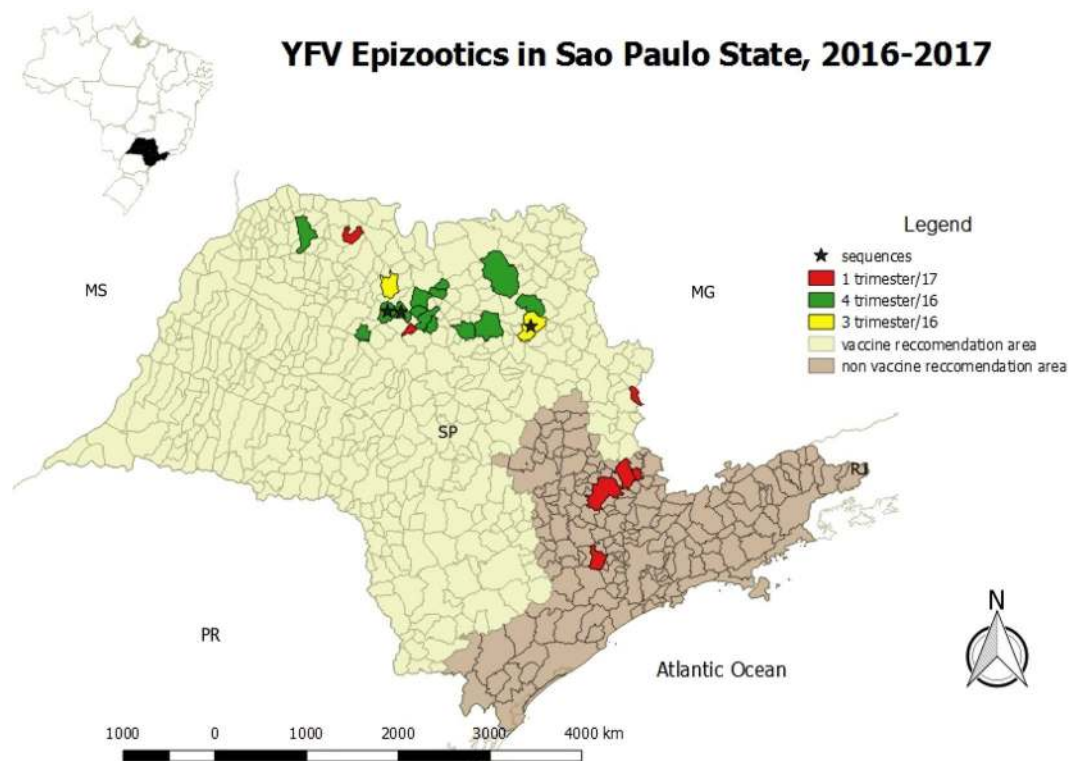 YFV Epizootics in Sao Paulo State, 2016-2017
Legend
sequences
1 trimester/17
4 trimester/16
3 trimester/16
vaccine reccomendation area
non vaccine reccomendation area
MS
MG
SP
RJ
PR
Atlantic Ocean
N
1000 0 1000 2000 3000 4000 km